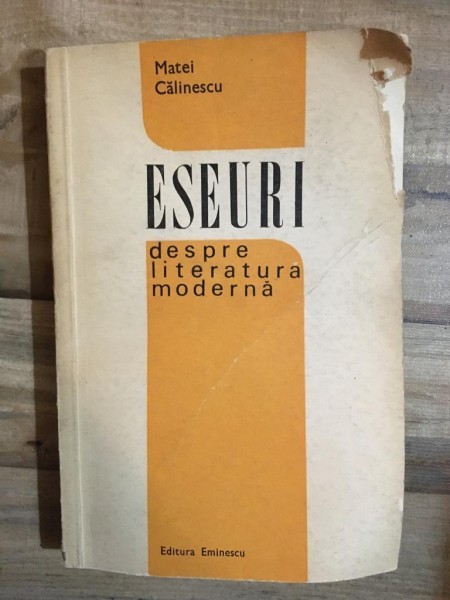 Matei
Călinescu
ESEURI
despre
literatura
modernă
Editura Eminescu